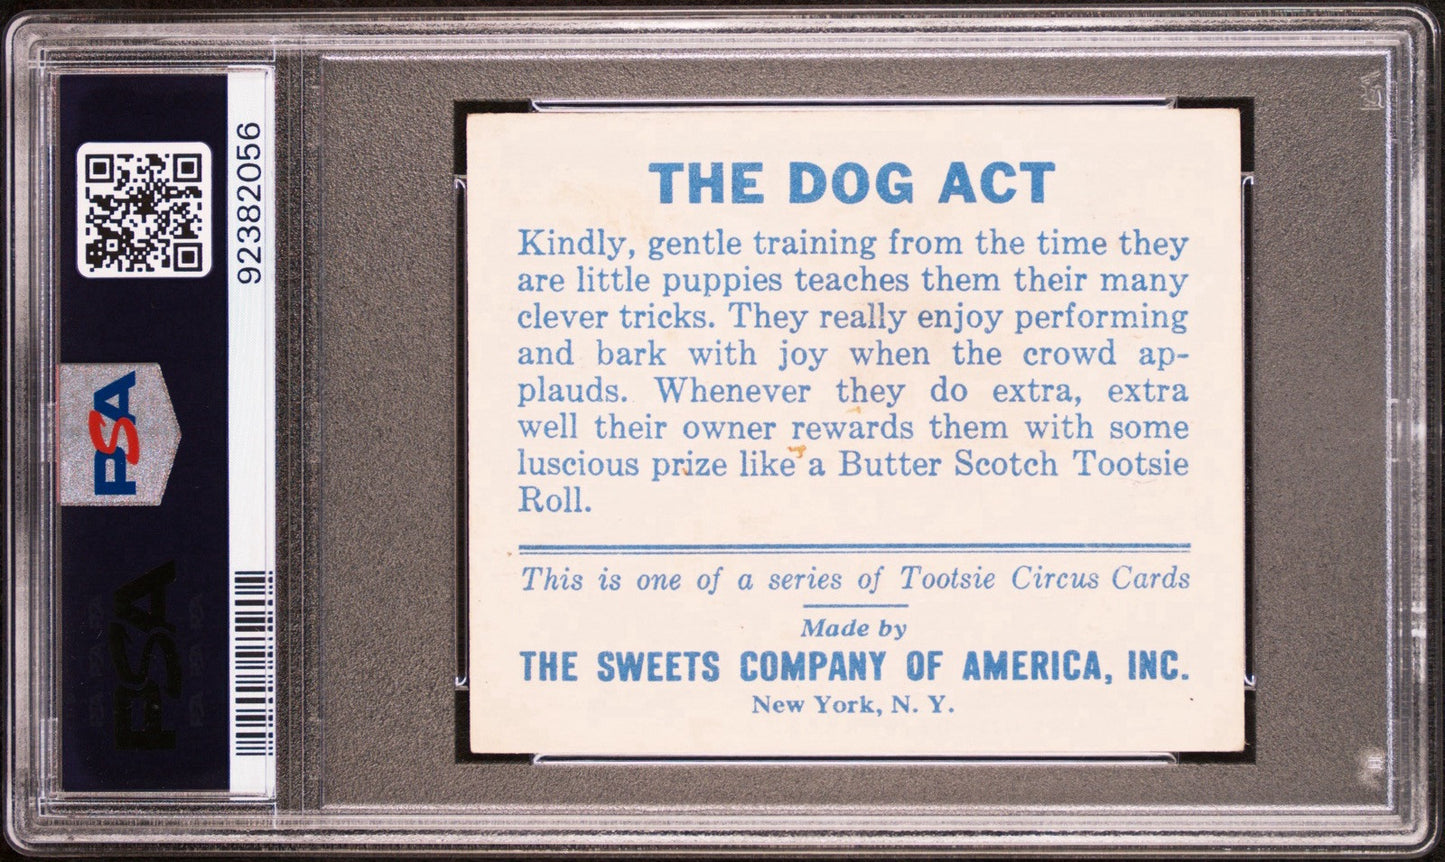 92382056
PSA
PSA
THE DOG ACT
Kindly, gentle training from the time they
are little puppies teaches them their many
clever tricks. They really enjoy performing
and bark with joy when the crowd ap-
plauds. Whenever they do extra, extra
well their owner rewards them with some
luscious prize like a Butter Scotch Tootsie
Roll.
This is one of a series of Tootsie Circus Cards
Made by
THE SWEETS COMPANY OF AMERICA, INC.
New York, N. Y.